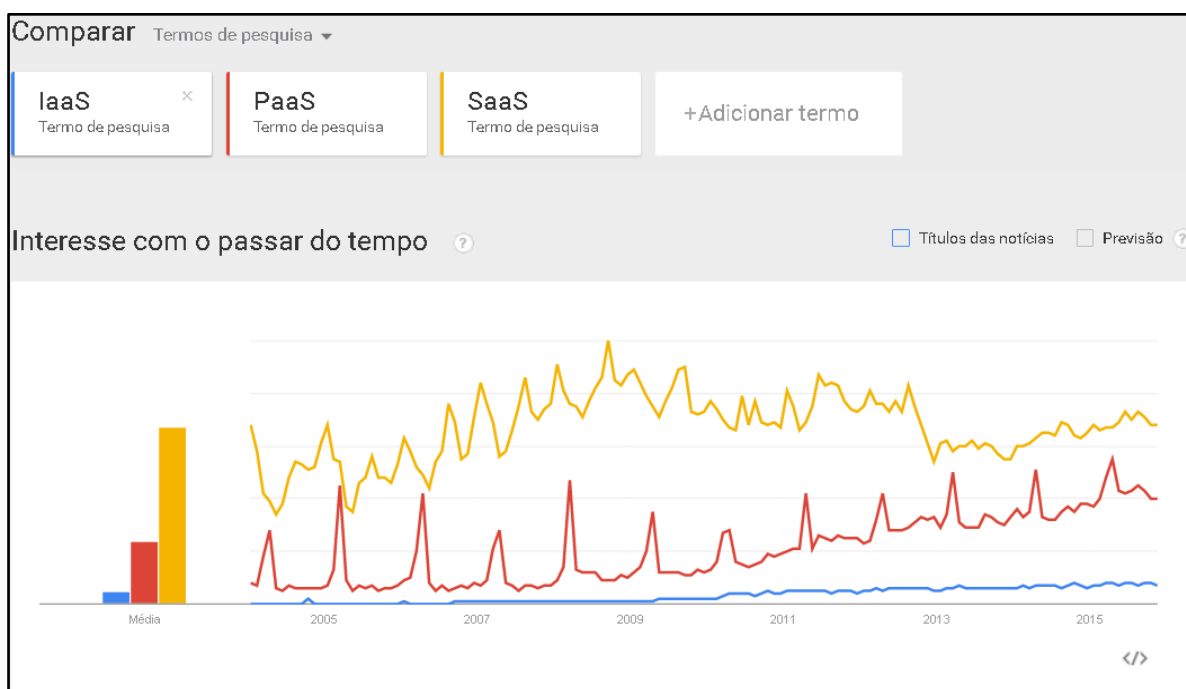 Comparar Termos de pesquisa
IaaS ×
Termo de pesquisa
PaaS
Termo de pesquisa
SaaS
Termo de pesquisa
+Adicionar termo
Interesse com o passar do tempo ?
Títulos das notícias Previsão ?
Média 2005 2007 2009 2011 2013 2015
</>